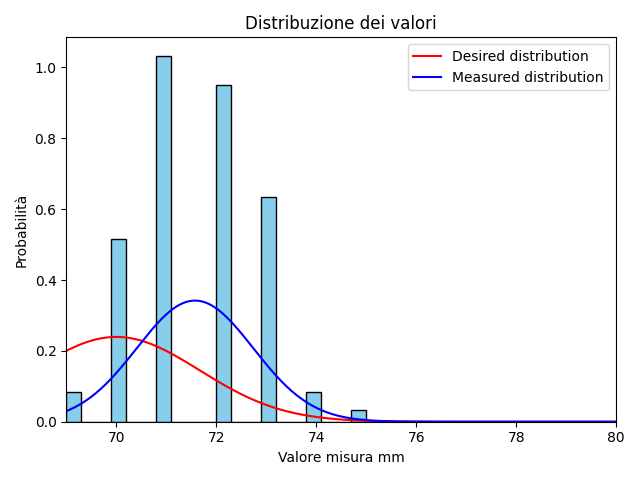 Distribuzione dei valori
Desired distribution
Measured distribution
Probabilità
1.0
0.8
0.6
0.4
0.2
0.0
70
72
74
76
78
80
Valore misura mm